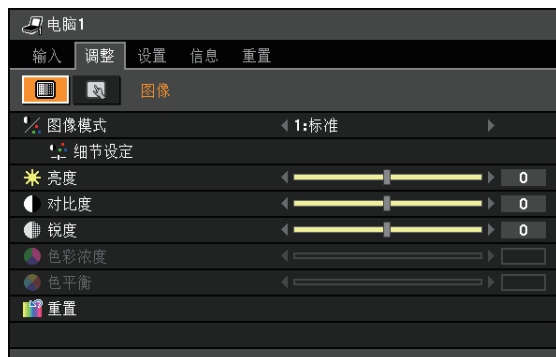 电脑1
输入 调整 设置 信息 重置
图像
图像模式 1:标准
细节设定
亮度 0
对比度 0
锐度 0
色彩浓度
色平衡
重置